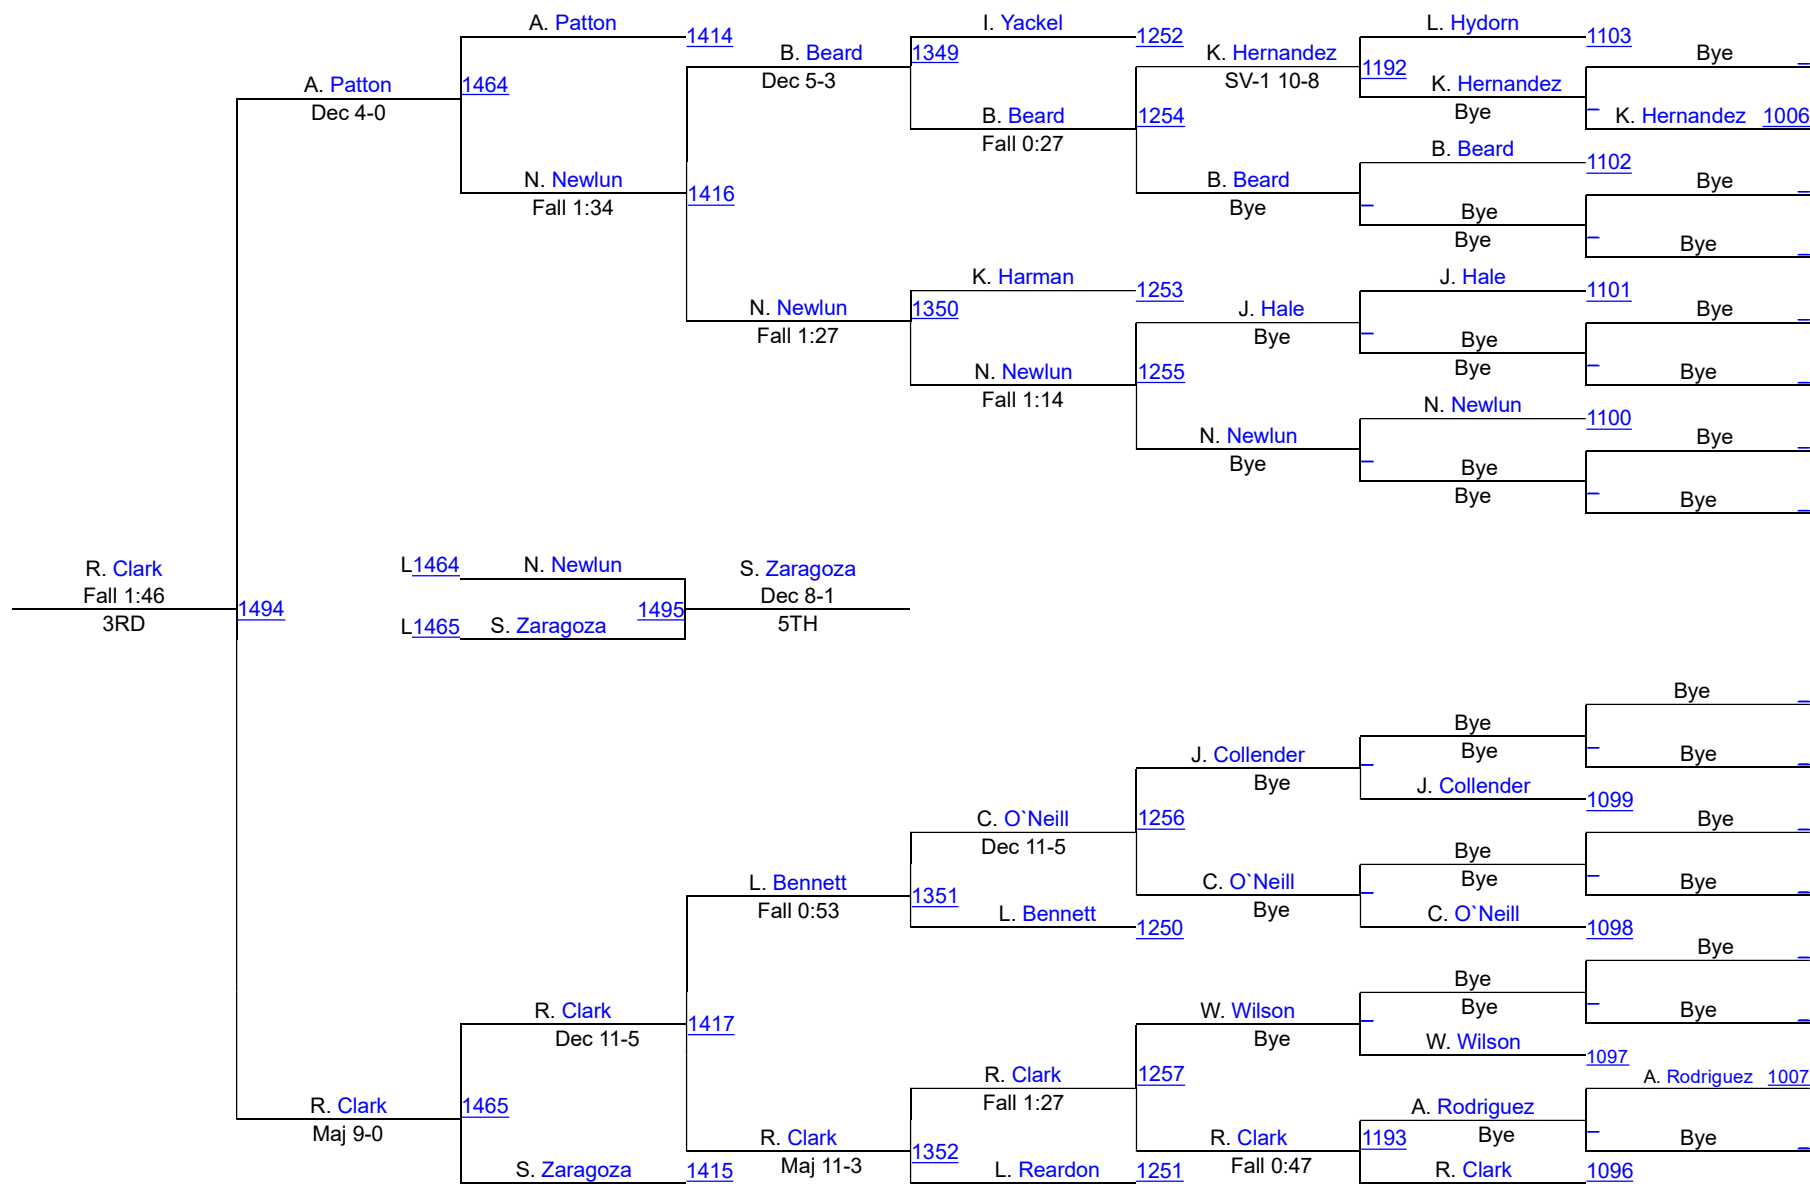 A. Patton
1414
I. Yackel
1252
L. Hydorn
1103
B. Beard
1349
K. Hernandez
Bye
Dec 5-3
SV-1 10-8
1192
A. Patton
1464
K. Hernandez
Dec 4-0
B. Beard
1254
Bye
K. Hernandez 1006
Fall 0:27
B. Beard
1102
N. Newlun
B. Beard
Bye
Fall 1:34
1416
Bye
Bye
Bye
Bye
K. Harman
1253
J. Hale
1101
N. Newlun
1350
J. Hale
Bye
Fall 1:27
Bye
Bye
N. Newlun
1255
Bye
Bye
Fall 1:14
N. Newlun
1100
N. Newlun
Bye
Bye
Bye
Bye
Bye
R. Clark
L1464
N. Newlun
S. Zaragoza
Fall 1:46
1494
1495
Dec 8-1
3RD
L1465
S. Zaragoza
5TH
Bye
Bye
J. Collender
Bye
Bye
Bye
J. Collender
1099
C. O`Neill
1256
Bye
Dec 11-5
Bye
L. Bennett
C. O`Neill
Bye
Bye
Fall 0:53
1351
Bye
L. Bennett
1250
C. O`Neill
1098
Bye
Bye
R. Clark
W. Wilson
Bye
Bye
Dec 11-5
1417
Bye
W. Wilson
1097
R. Clark
1257
A. Rodriguez 1007
Fall 1:27
R. Clark
1465
A. Rodriguez
Maj 9-0
R. Clark
R. Clark
1193
Bye
Bye
Maj 11-3
1352
Fall 0:47
S. Zaragoza
1415
L. Reardon
1251
R. Clark
1096